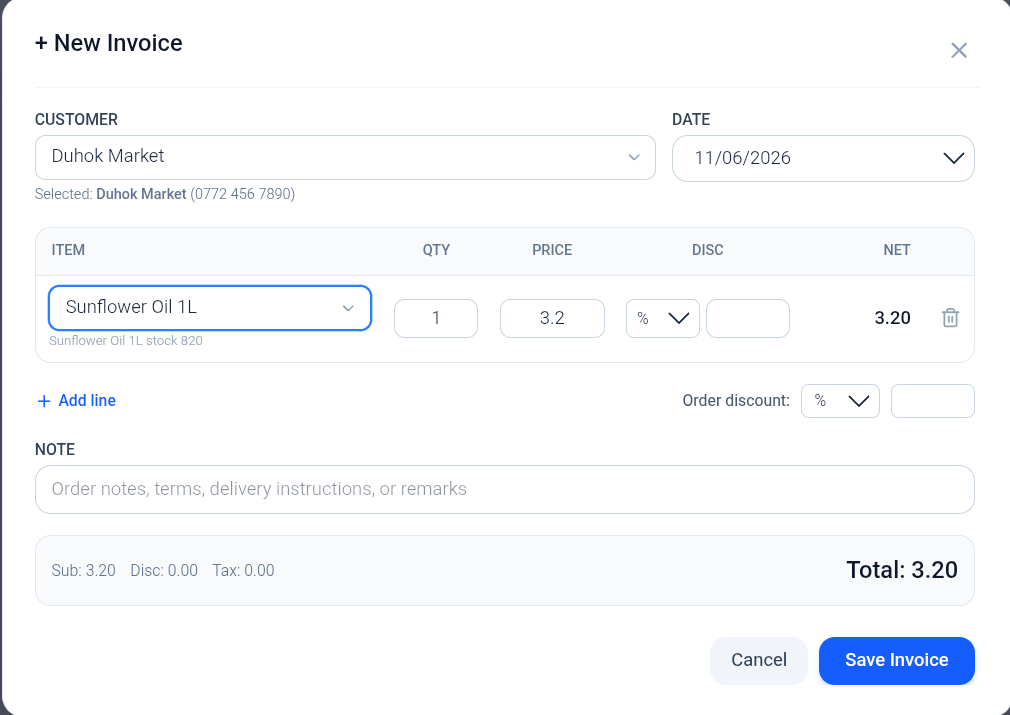 + New Invoice
CUSTOMER DATE
Duhok Market 11/06/2026
Selected: Duhok Market (0772 456 7890)
ITEM QTY PRICE DISC NET
Sunflower Oil 1L 1 3.2 % 3.20
Sunflower Oil 1L stock 820
+ Add line Order discount: %
NOTE
Order notes, terms, delivery instructions, or remarks
Sub: 3.20 Disc: 0.00 Tax: 0.00 Total: 3.20
Cancel Save Invoice